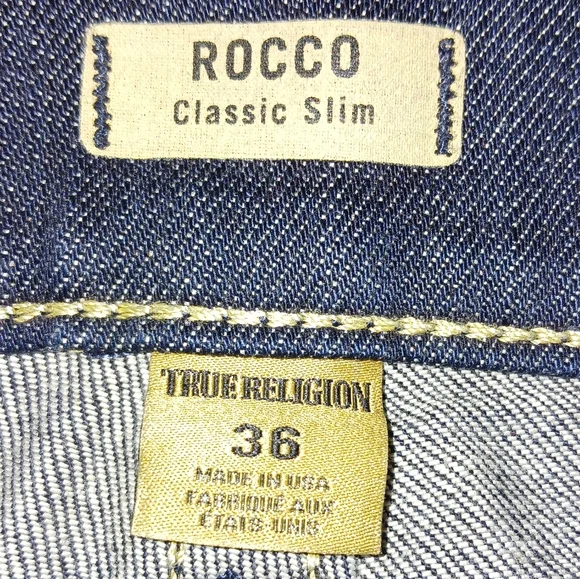 ROCCO
Classic Slim
TRUE RELIGION
36
MADE IN USA
FABRIQUÉ AUX
ÉTATS-UNIS